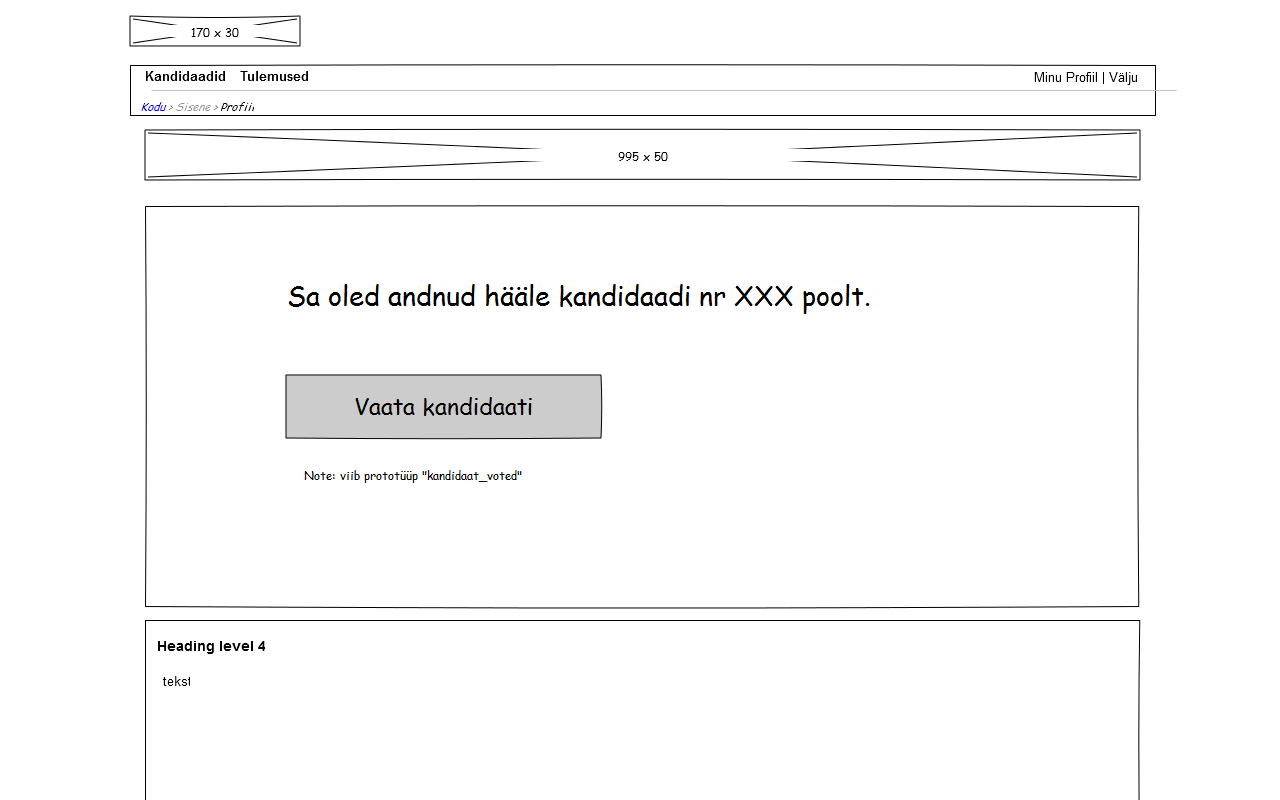 170 x 30
Kandidaadid Tulemused Minu Profiil | Välju
Kodu > Sisene > Profiil
995 x 50
Sa oled andnud hääle kandidaadi nr XXX poolt.
Vaata kandidaati
Note: viib prototüüp "kandidaat_voted"
Heading level 4
tekst